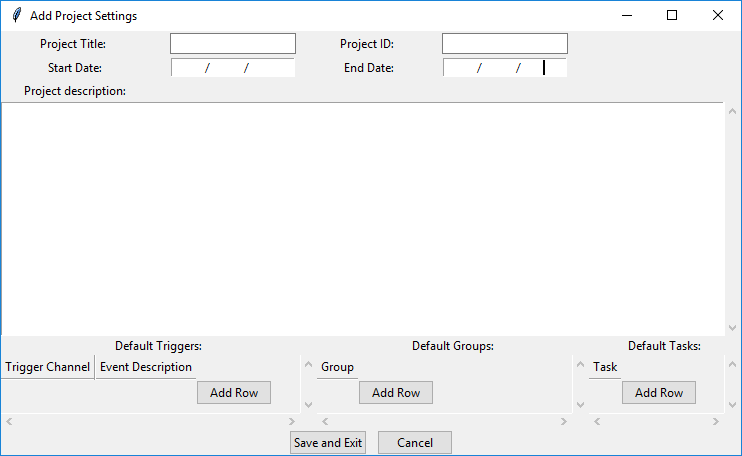 Add Project Settings
Project Title: Project ID:
Start Date: / / End Date: / /
Project description:
Default Triggers: Default Groups: Default Tasks:
Trigger Channel Event Description Group Task
Add Row Add Row Add Row
Save and Exit Cancel